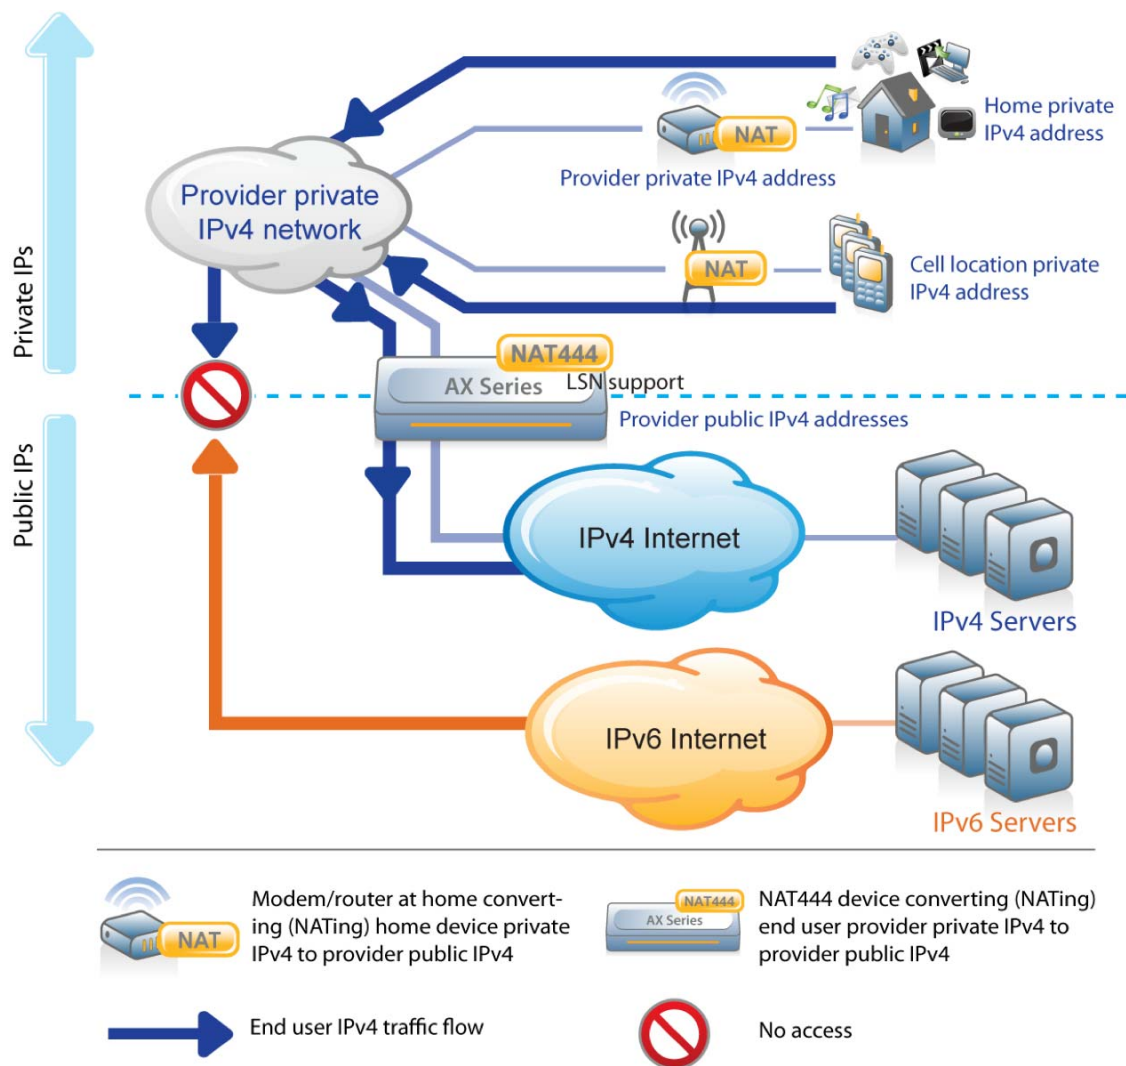 Private IPs
Public IPs
Home private
IPv4 address
NAT
Provider private IPv4 address
Provider private
IPv4 network
NAT
Cell location private
IPv4 address
NAT444
AX Series
LSN support
Provider public IPv4 addresses
IPv4 Internet
IPv4 Servers
IPv6 Internet
IPv6 Servers
NAT
Modem/router at home convert-
ing (NATing) home device private
IPv4 to provider public IPv4
NAT444
AX Series
NAT444 device converting (NATing)
end user provider private IPv4 to
provider public IPv4
End user IPv4 traffic flow
No access